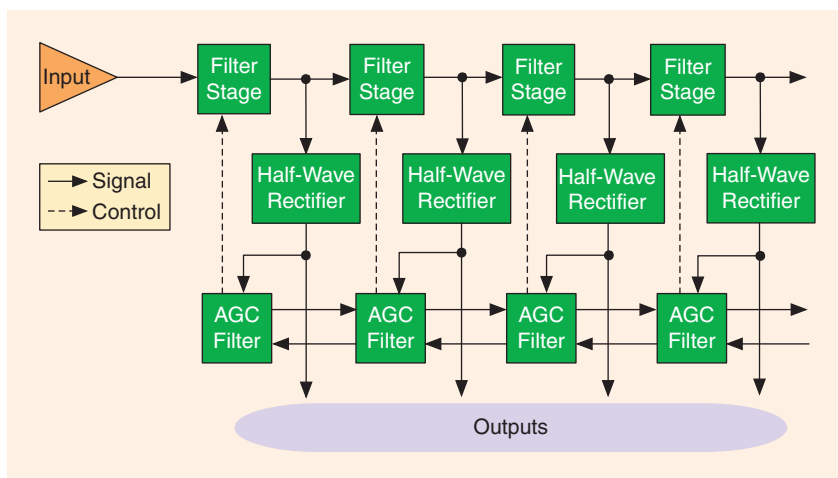 Input
Filter
Stage
Filter
Stage
Filter
Stage
Filter
Stage
Signal
Control
Half-Wave
Rectifier
Half-Wave
Rectifier
Half-Wave
Rectifier
Half-Wave
Rectifier
AGC
Filter
AGC
Filter
AGC
Filter
AGC
Filter
Outputs